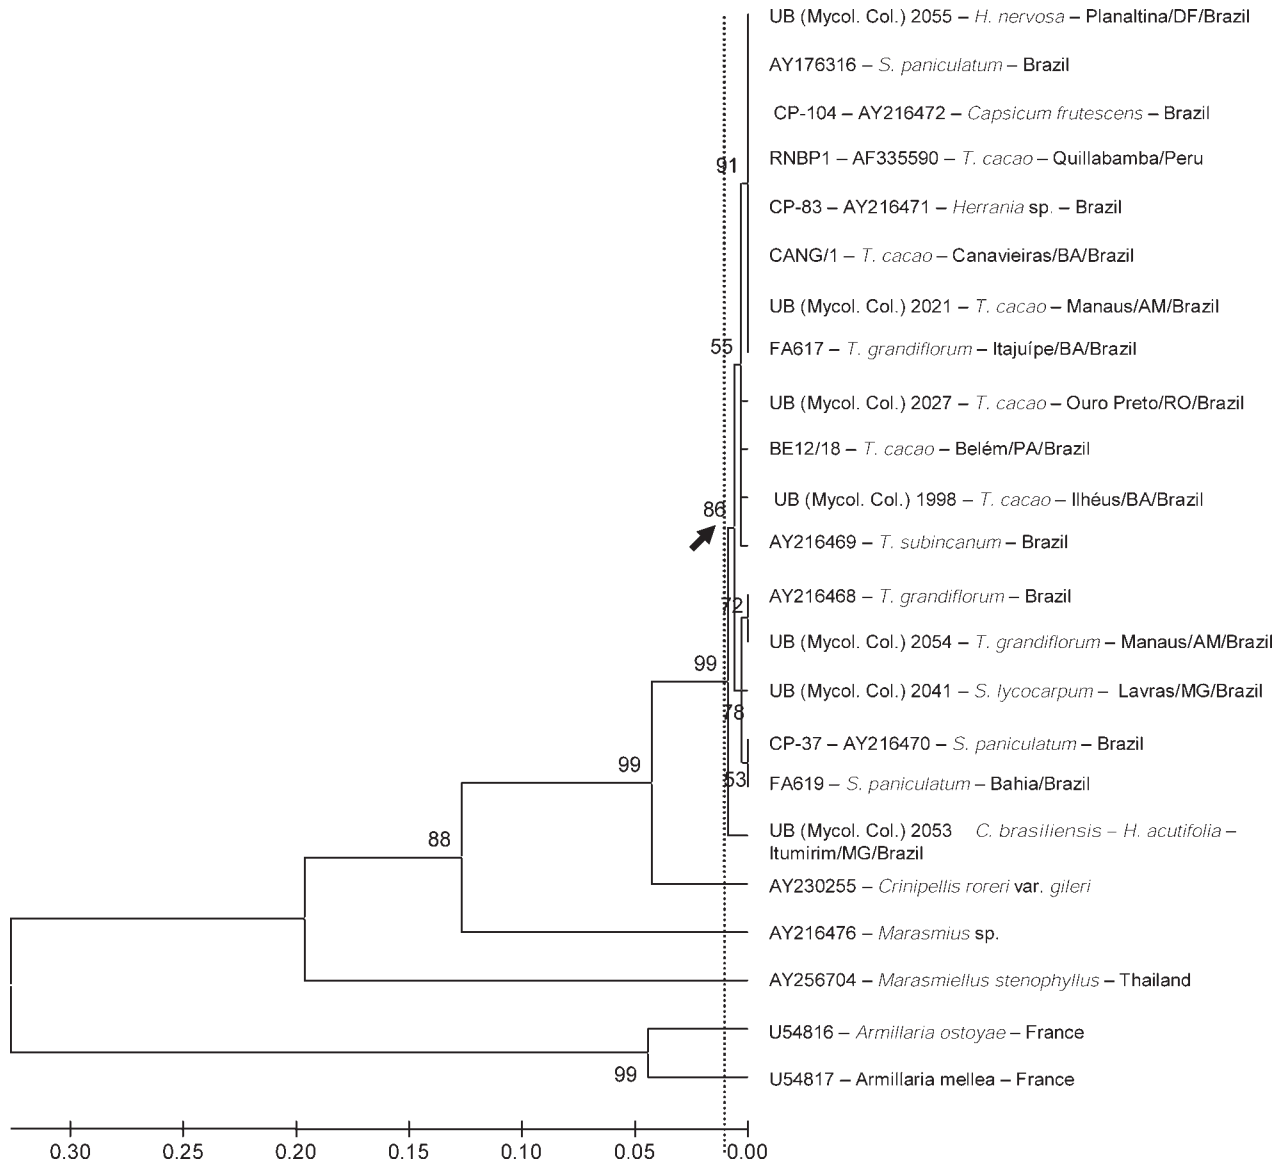 UB (Mycol. Col.) 2055 – H. nervosa – Planaltina/DF/Brazil
AY176316 – S. paniculatum – Brazil
CP-104 – AY216472 – Capsicum frutescens – Brazil
91
RNBP1 – AF335590 – T. cacao – Quillabamba/Peru
CP-83 – AY216471 – Herrania sp. – Brazil
CANG/1 – T. cacao – Canavieiras/BA/Brazil
UB (Mycol. Col.) 2021 – T. cacao – Manaus/AM/Brazil
55
FA617 – T. grandiflorum – Itajuípe/BA/Brazil
UB (Mycol. Col.) 2027 – T. cacao – Ouro Preto/RO/Brazil
BE12/18 – T. cacao – Belém/PA/Brazil
UB (Mycol. Col.) 1998 – T. cacao – Ilhéus/BA/Brazil
86
AY216469 – T. subincanum – Brazil
AY216468 – T. grandiflorum – Brazil
72
UB (Mycol. Col.) 2054 – T. grandiflorum – Manaus/AM/Brazil
99
UB (Mycol. Col.) 2041 – S. lycocarpum – Lavras/MG/Brazil
78
CP-37 – AY216470 – S. paniculatum – Brazil
99
53
FA619 – S. paniculatum – Bahia/Brazil
UB (Mycol. Col.) 2053 C. brasiliensis – H. acutifolia –
Itumirim/MG/Brazil
88
AY230255 – Crinipellis roreri var. gileri
AY216476 – Marasmius sp.
AY256704 – Marasmiellus stenophyllus – Thailand
U54816 – Armillaria ostoyae – France
99
U54817 – Armillaria mellea – France
0.30 0.25 0.20 0.15 0.10 0.05 0.00